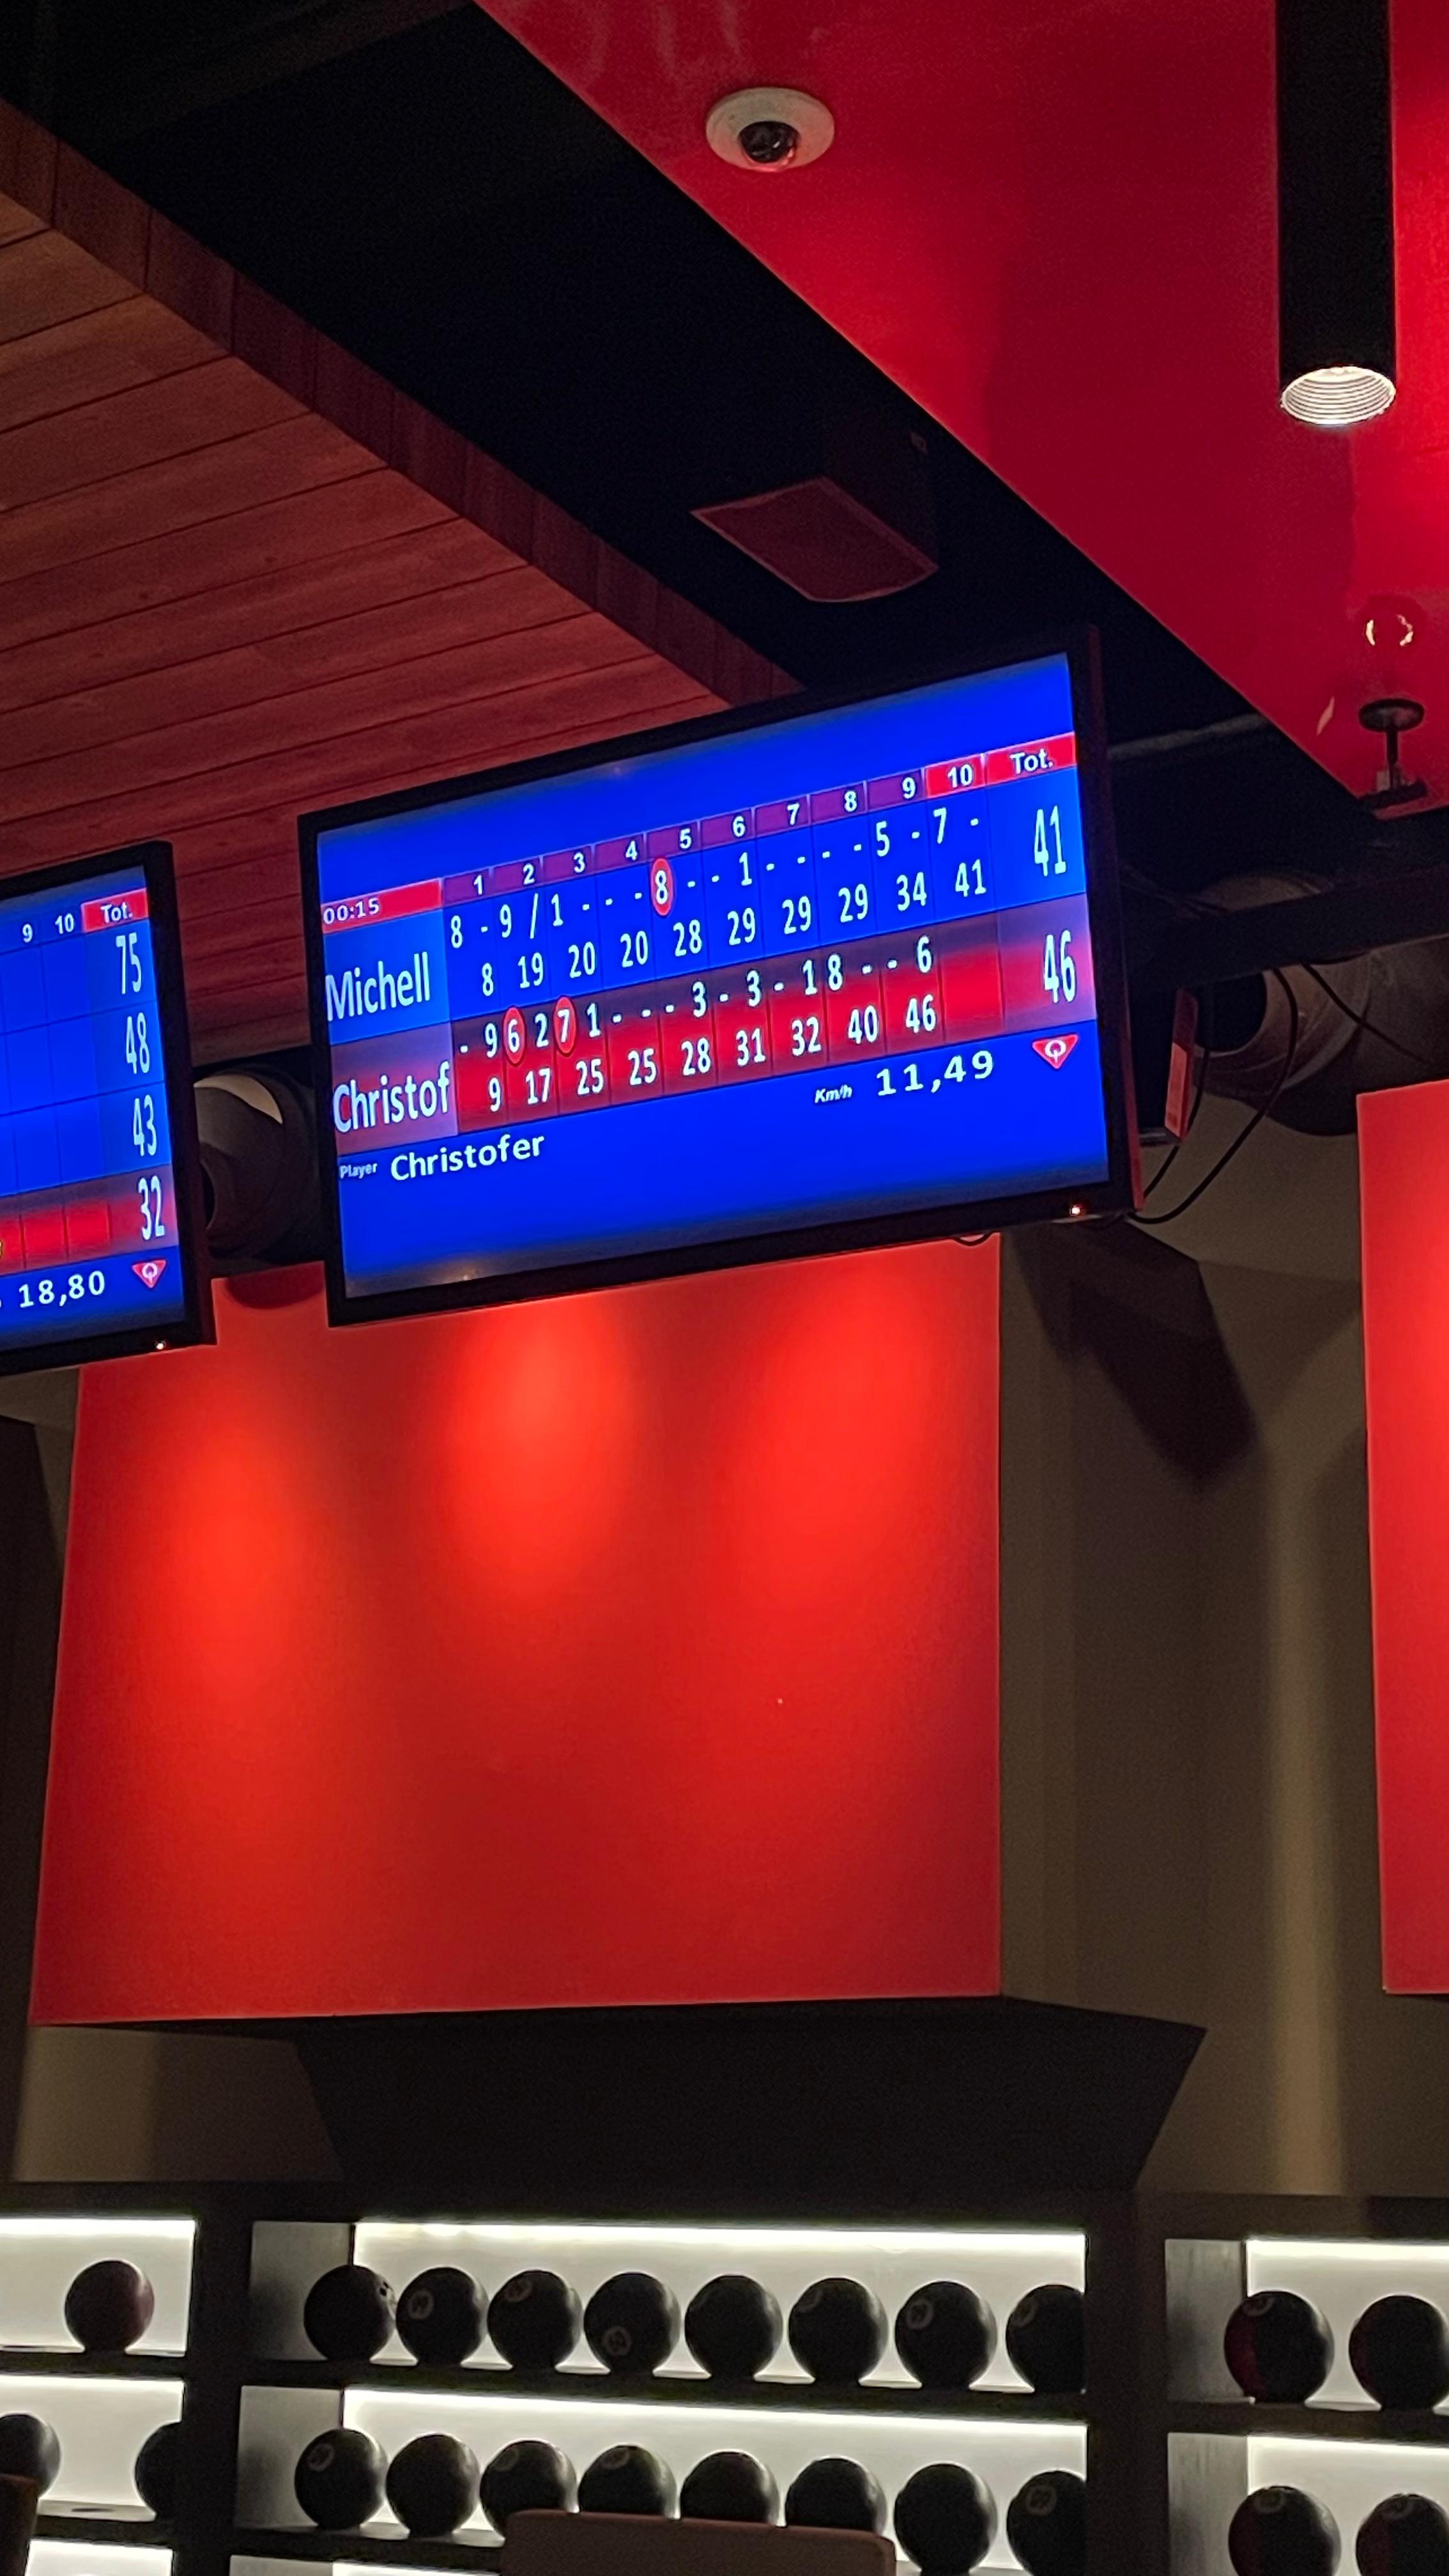 9 10 Tot.
75
48
43
32
18,80
1 2 3 4 5 6 7 8 9 10 Tot.
00:15
8 - 9 / 1 - - - 8 - - 1 - - - - 5 - 7 -
Michell 8 19 20 20 28 29 29 29 34 41 41
- 9 6 2 7 1 - - - 3 - 3 - 1 8 - - 6
Christof 9 17 25 25 28 31 32 40 46 46
Player Christofer Km/h 11,49